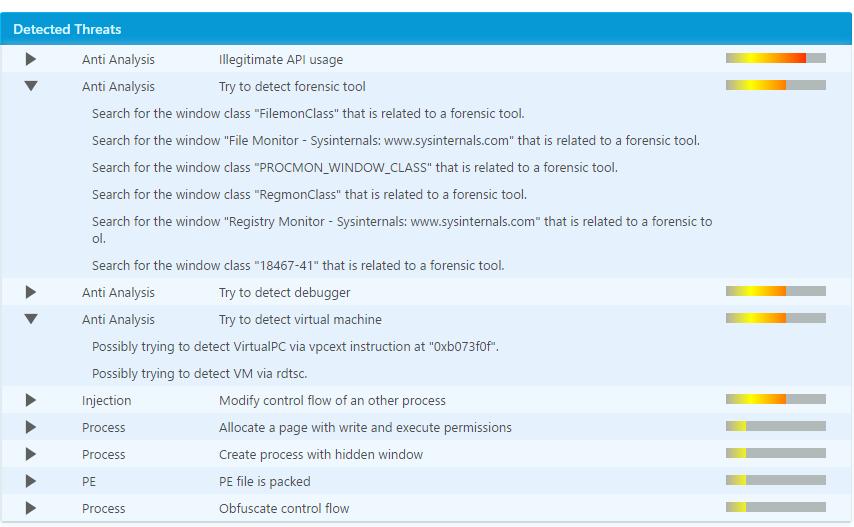 Detected Threats
Anti Analysis Illegitimate API usage
Anti Analysis Try to detect forensic tool
Search for the window class "FilemonClass" that is related to a forensic tool.
Search for the window "File Monitor - Sysinternals: www.sysinternals.com" that is related to a forensic tool.
Search for the window class "PROCMON_WINDOW_CLASS" that is related to a forensic tool.
Search for the window class "RegmonClass" that is related to a forensic tool.
Search for the window "Registry Monitor - Sysinternals: www.sysinternals.com" that is related to a forensic to
ol.
Search for the window class "18467-41" that is related to a forensic tool.
Anti Analysis Try to detect debugger
Anti Analysis Try to detect virtual machine
Possibly trying to detect VirtualPC via vpcext instruction at "0xb073f0f".
Possibly trying to detect VM via rdtsc.
Injection Modify control flow of an other process
Process Allocate a page with write and execute permissions
Process Create process with hidden window
PE PE file is packed
Process Obfuscate control flow